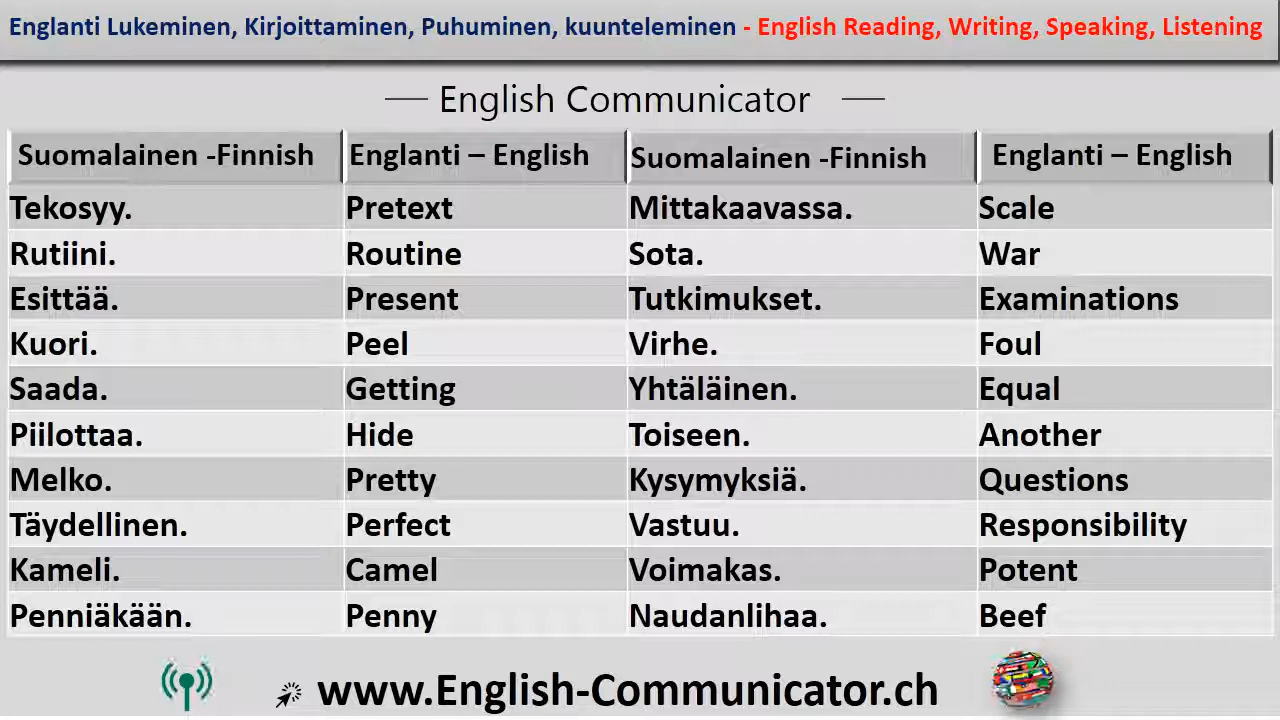 Englanti Lukeminen, Kirjoittaminen, Puhuminen, kuunteleminen - English Reading, Writing, Speaking, Listening
English Communicator
Suomalainen -Finnish Englanti – English Suomalainen -Finnish Englanti – English
Tekosyy. Pretext Mittakaavassa. Scale
Rutiini. Routine Sota. War
Esittää. Present Tutkimukset. Examinations
Kuori. Peel Virhe. Foul
Saada. Getting Yhtäläinen. Equal
Piilottaa. Hide Toiseen. Another
Melko. Pretty Kysymyksiä. Questions
Täydellinen. Perfect Vastuu. Responsibility
Kameli. Camel Voimakas. Potent
Penniäkään. Penny Naudanlihaa. Beef
www.English-Communicator.ch